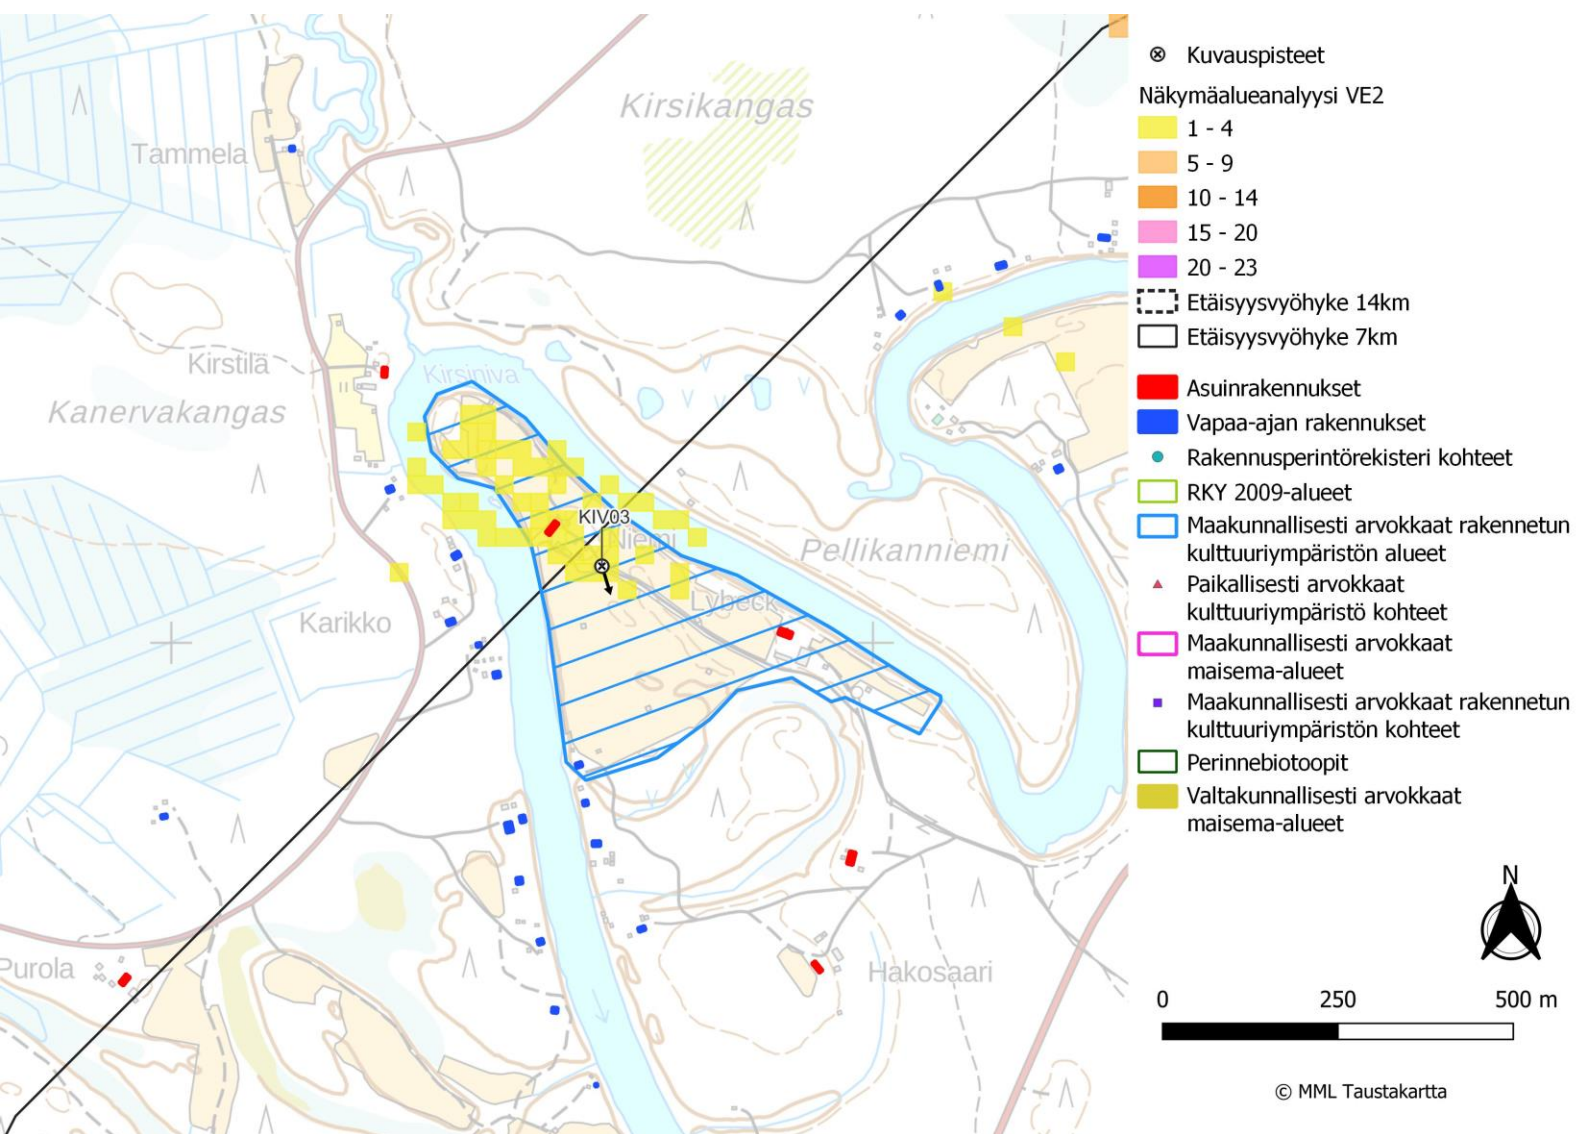 Kirsikangas
Tammela
Kirstilä
Kirsiniva
Kanervakangas
KIV03
Niemi
Pellikanniemi
Lybeck
Karikko
Purola
Hakosaari
Kuvauspisteet
Näkymäalueanalyysi VE2
1 - 4
5 - 9
10 - 14
15 - 20
20 - 23
Etäisyysvyöhyke 14km
Etäisyysvyöhyke 7km
Asuinrakennukset
Vapaa-ajan rakennukset
Rakennusperintörekisteri kohteet
RKY 2009-alueet
Maakunnallisesti arvokkaat rakennetun
kulttuuriympäristön alueet
Paikallisesti arvokkaat
kulttuuriympäristö kohteet
Maakunnallisesti arvokkaat
maisema-alueet
Maakunnallisesti arvokkaat rakennetun
kulttuuriympäristön kohteet
Perinnebiotoopit
Valtakunnallisesti arvokkaat
maisema-alueet
N
0 250 500 m
© MML Taustakartta